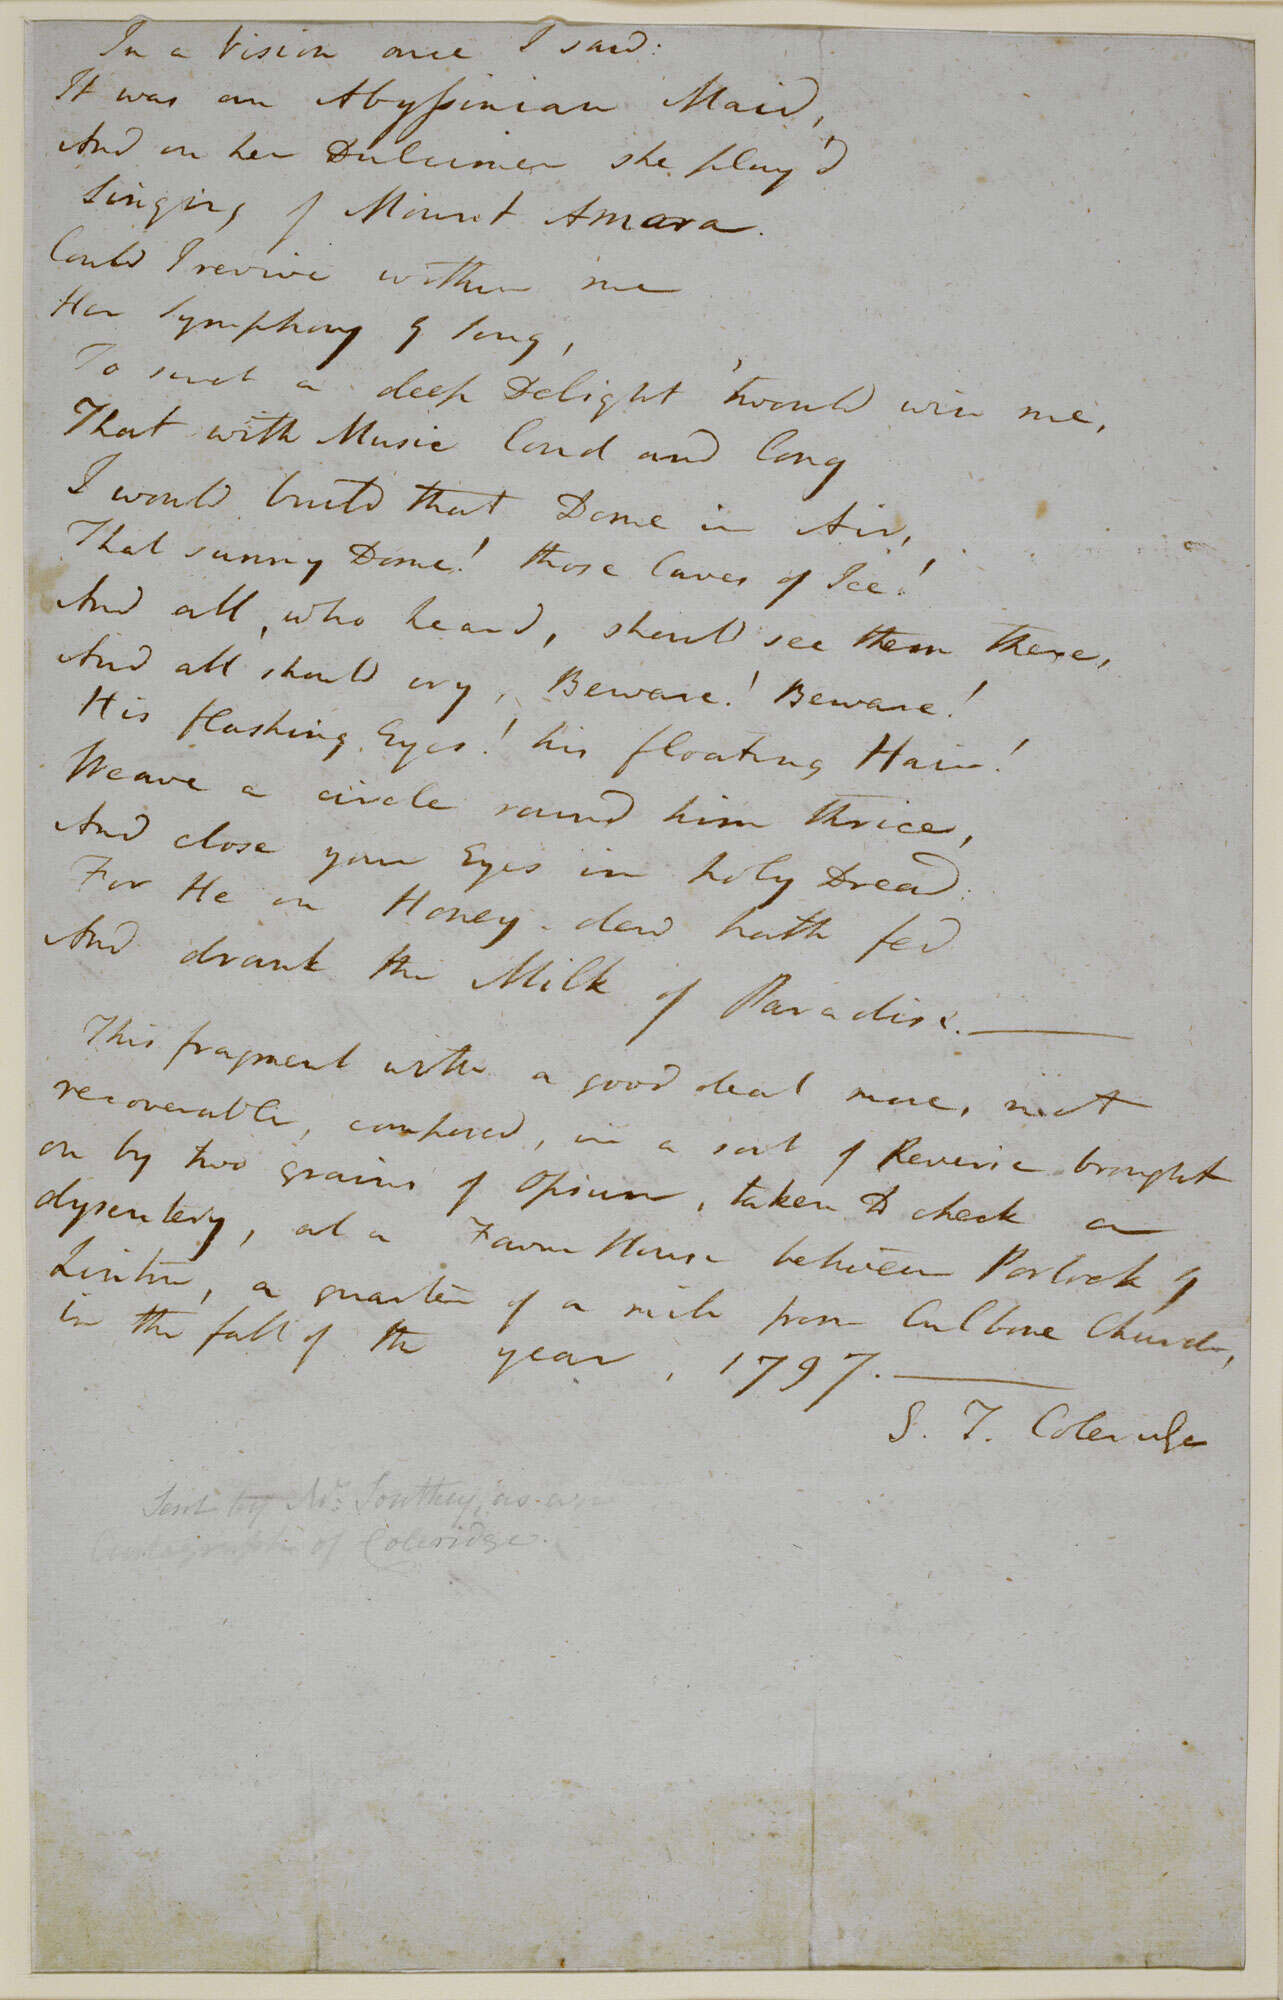 In a Vision once I saw:
It was an Abyssinian Maid,
And on her Dulcimer she play'd
Singing of Mount Amara.
Could I revive within me
Her Symphony & Song,
To such a deep Delight 'twould win me,
That with Music loud and long
I would build that Dome in Air,
That sunny Dome! those Caves of Ice!
And all, who heard, should see them there,
And all should cry, Beware! Beware!
His flashing Eyes! his floating Hair!
Weave a circle round him thrice,
And close your Eyes in holy Dread:
For He on Honey-dew hath fed
And drank the Milk of Paradise.—
This fragment with a good deal more, not
recoverable, composed, in a sort of Reverie brought
on by two grains of Opium, taken to check a
dysentery, at a Farm House between Porlock &
Linton, a quarter of a mile from Culbone Church,
in the fall of the year, 1797.—
S. T. Coleridge
Sent by Mr. Southey, as an
Autograph of Coleridge.